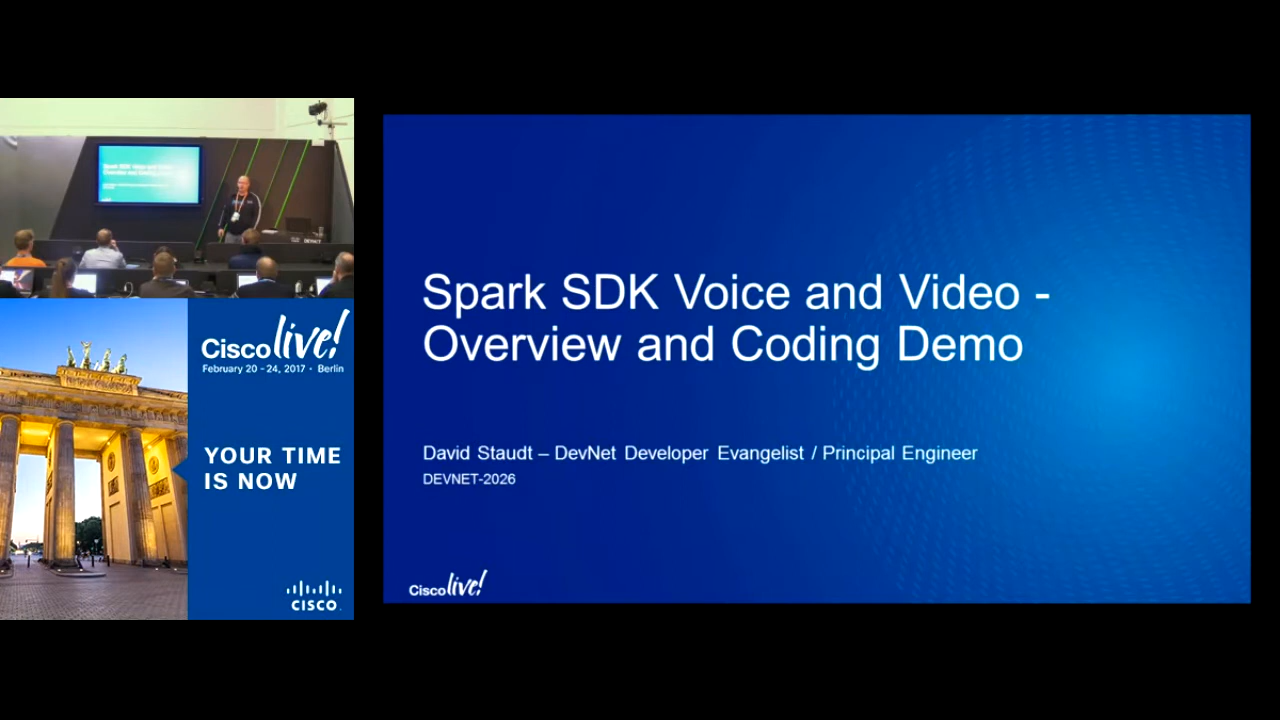 Cisco live!
February 20 - 24, 2017 • Berlin
YOUR TIME
IS NOW
CISCO
Spark SDK Voice and Video -
Overview and Coding Demo
David Staudt – DevNet Developer Evangelist / Principal Engineer
DEVNET-2026
Cisco live!